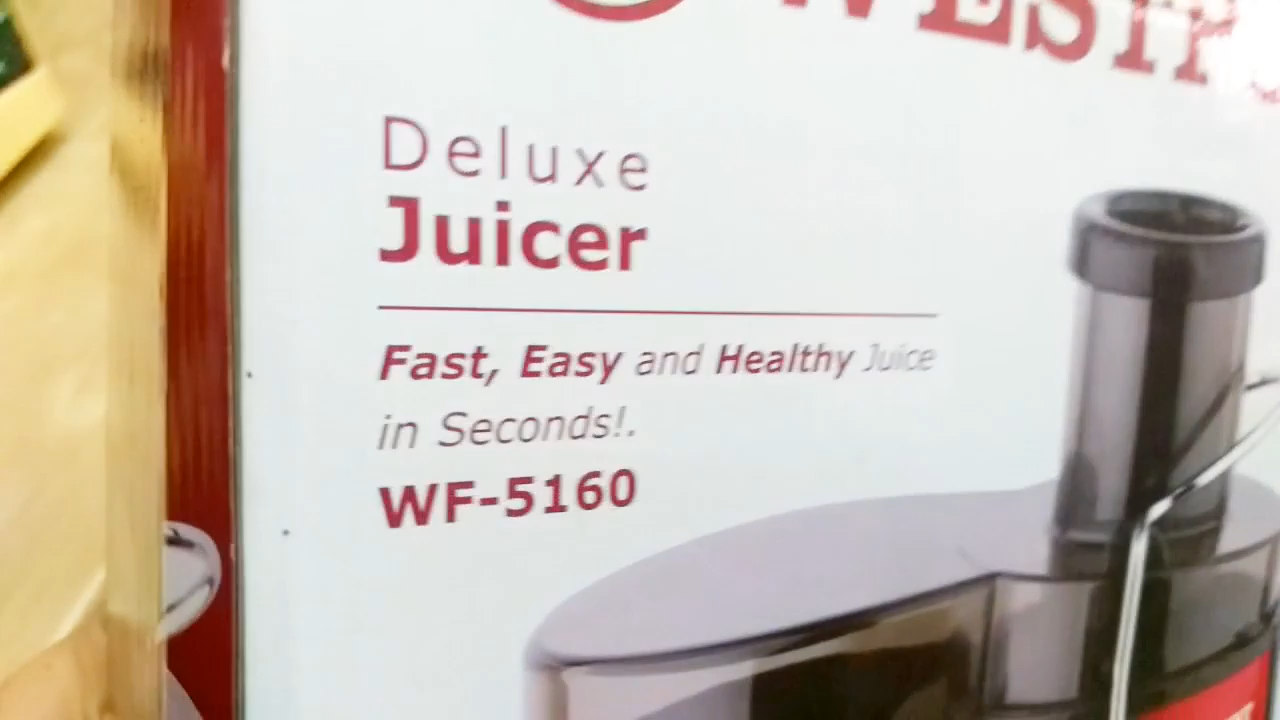 Deluxe
Juicer
Fast, Easy and Healthy Juice
in Seconds!.
WF-5160